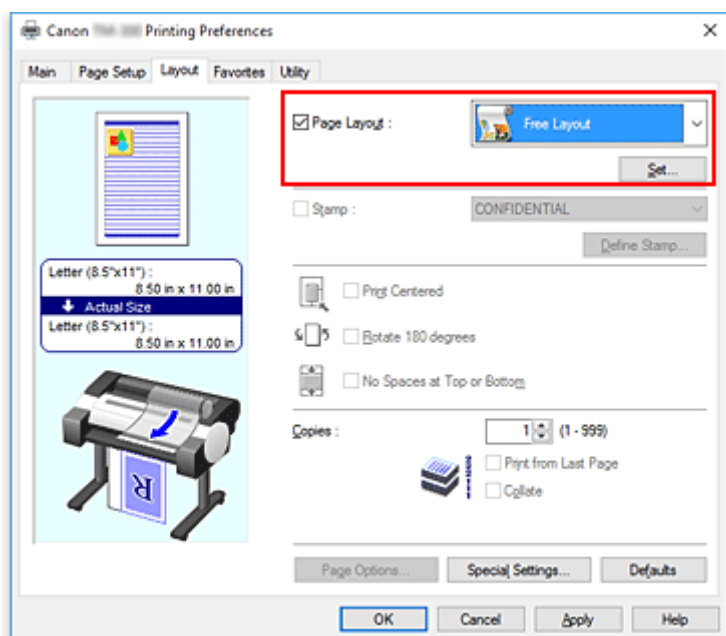 Canon Printing Preferences
Main Page Setup Layout Favorites Utility
Page Layout : Free Layout
Set...
Stamp : CONFIDENTIAL
Define Stamp...
Letter (8.5"x11") :
8.50 in x 11.00 in
Actual Size
Letter (8.5"x11") :
8.50 in x 11.00 in
Print Centered
Rotate 180 degrees
No Spaces at Top or Bottom
Copies : 1 (1 - 999)
Print from Last Page
Collate
R
Page Options... Special Settings... Defaults
OK Cancel Apply Help